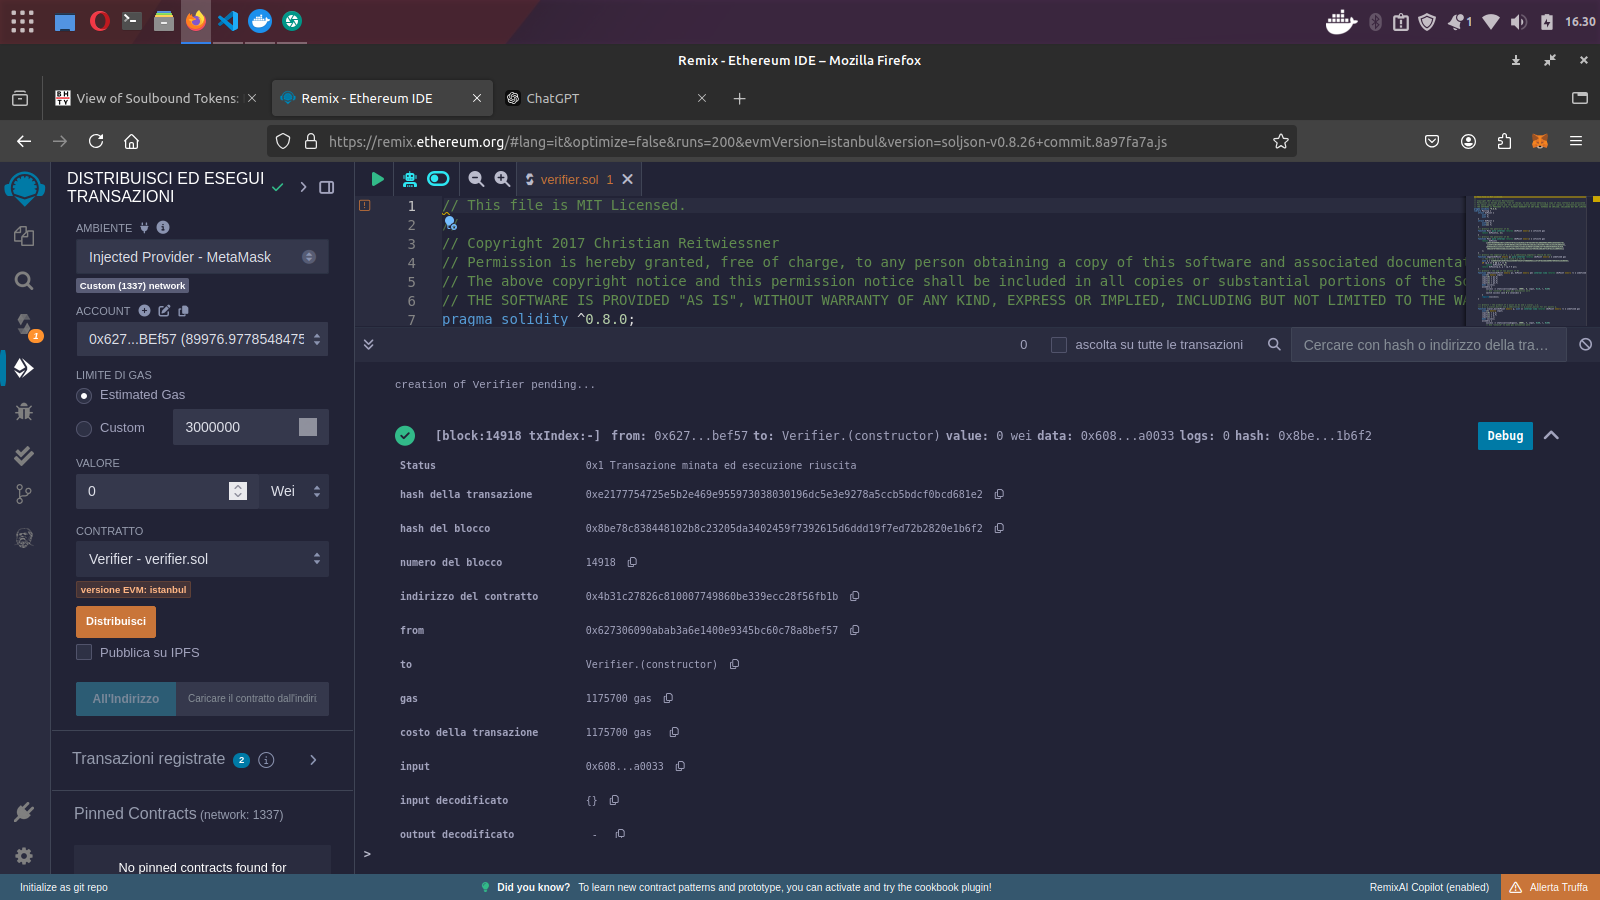 1
16.30
Remix - Ethereum IDE – Mozilla Firefox
BH
TY
View of Soulbound Tokens:
Remix - Ethereum IDE
ChatGPT
https://remix.ethereum.org/#lang=it&optimize=false&runs=200&evmVersion=istanbul&version=soljson-v0.8.26+commit.8a97fa7a.js
DISTRIBUISCI ED ESEGUI
TRANSAZIONI
AMBIENTE
Injected Provider - MetaMask
Custom (1337) network
ACCOUNT
0x627...BEf57 (89976.9778548475
LIMITE DI GAS
Estimated Gas
Custom
3000000
VALORE
0
Wei
CONTRATTO
Verifier - verifier.sol
versione EVM: istanbul
Distribuisci
Pubblica su IPFS
All'Indirizzo
Caricare il contratto dall'indiri
Transazioni registrate 2
Pinned Contracts (network: 1337)
No pinned contracts found for
1
verifier.sol 1
1 // This file is MIT Licensed.
2 //
3 // Copyright 2017 Christian Reitwiessner
4 // Permission is hereby granted, free of charge, to any person obtaining a copy of this software and associated documentat
5 // The above copyright notice and this permission notice shall be included in all copies or substantial portions of the So
6 // THE SOFTWARE IS PROVIDED "AS IS", WITHOUT WARRANTY OF ANY KIND, EXPRESS OR IMPLIED, INCLUDING BUT NOT LIMITED TO THE WA
7 pragma solidity ^0.8.0;
0
ascolta su tutte le transazioni
Cercare con hash o indirizzo della tra…
creation of Verifier pending...
[block:14918 txIndex:-] from: 0x627...bef57 to: Verifier.(constructor) value: 0 wei data: 0x608...a0033 logs: 0 hash: 0x8be...1b6f2
Debug
Status 0x1 Transazione minata ed esecuzione riuscita
hash della transazione 0xe2177754725e5b2e469e955973038030196dc5e3e9278a5ccb5bdcf0bcd681e2
hash del blocco 0x8be78c838448102b8c23205da3402459f7392615d6ddd19f7ed72b2820e1b6f2
numero del blocco 14918
indirizzo del contratto 0x4b31c27826c810007749860be339ecc28f56fb1b
from 0x627306090abab3a6e1400e9345bc60c78a8bef57
to Verifier.(constructor)
gas 1175700 gas
costo della transazione 1175700 gas
input 0x608...a0033
input decodificato {}
output decodificato -
>
Initialize as git repo
Did you know? To learn new contract patterns and prototype, you can activate and try the cookbook plugin!
RemixAI Copilot (enabled)
Allerta Truffa